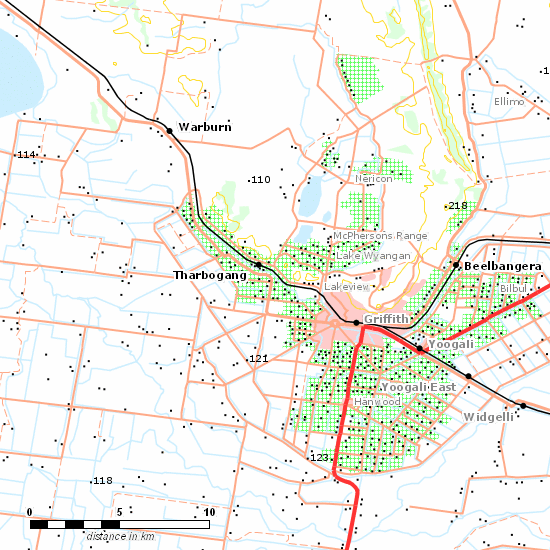 1
Ellimo
Warburn
114
110
Nericon
218
McPhersons Range
Lake Wyangan
Tharbogang
Beelbangera
Lakeview
Bilbul
Griffith
Yoogali
121
Yoogali East
Hanwood
Widgelli
123
118
0 5 10
distance in km